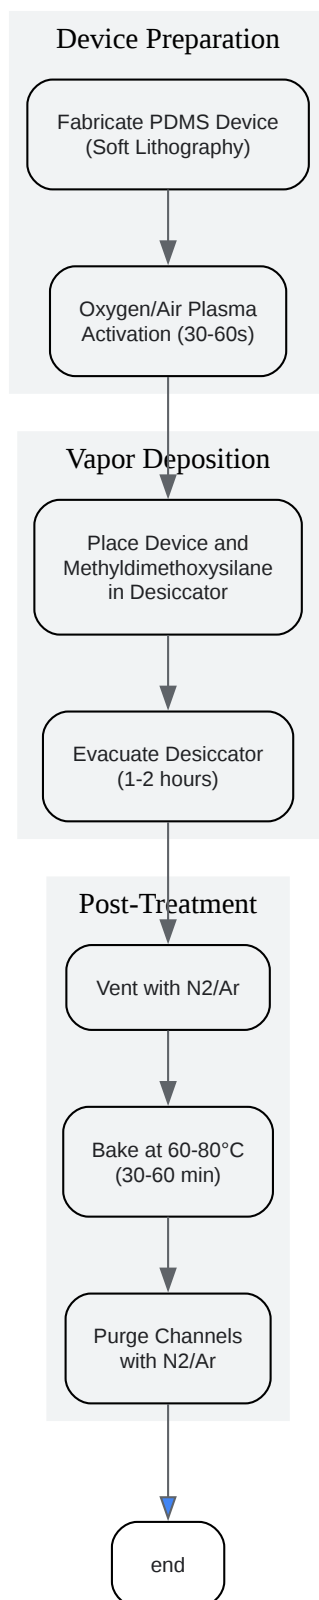 Device Preparation
Fabricate PDMS Device
(Soft Lithography)
Oxygen/Air Plasma
Activation (30-60s)
Vapor Deposition
Place Device and
Methyldimethoxysilane
in Desiccator
Evacuate Desiccator
(1-2 hours)
Post-Treatment
Vent with N2/Ar
Bake at 60-80°C
(30-60 min)
Purge Channels
with N2/Ar
end